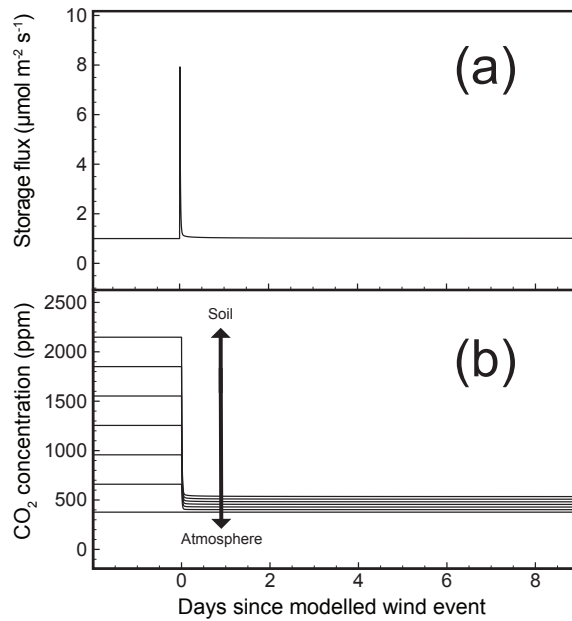 10
8
6
4
2
0
Storage flux (μmol m⁻² s⁻¹)
(a)
2500
2000
1500
1000
500
0
CO₂ concentration (ppm)
Soil
(b)
Atmosphere
0 2 4 6 8
Days since modelled wind event